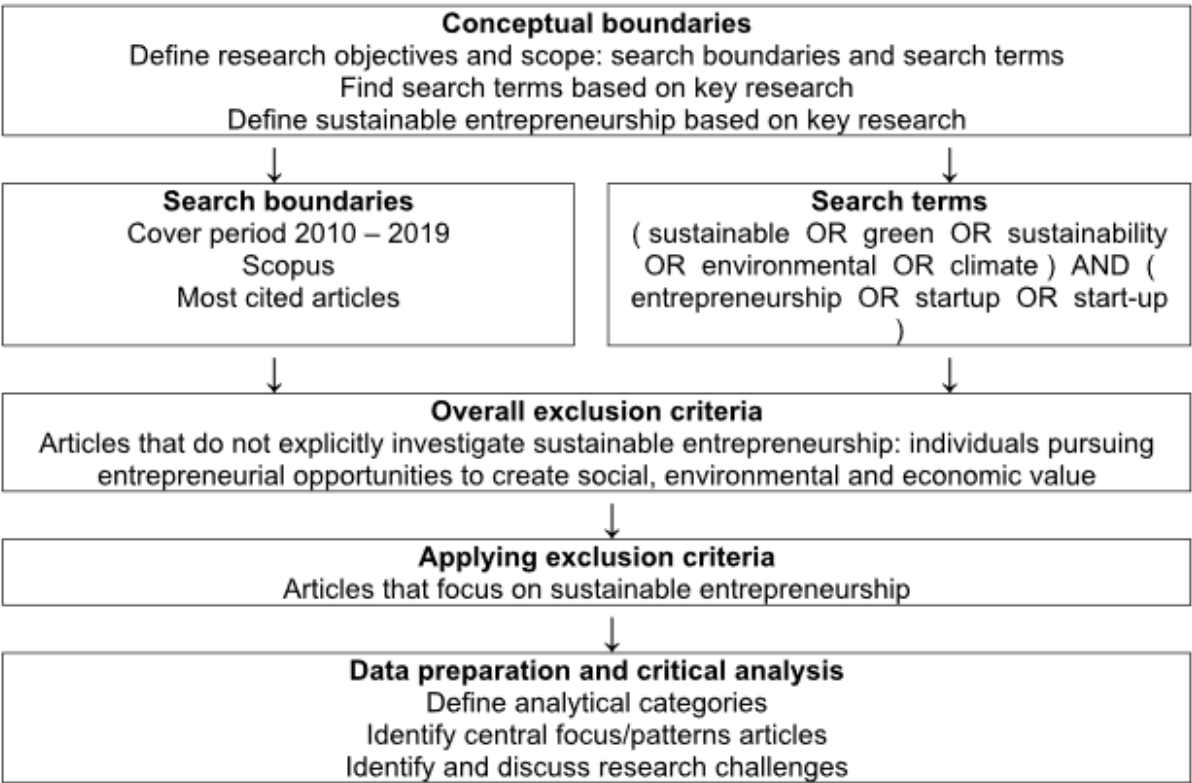 Conceptual boundaries
Define research objectives and scope: search boundaries and search terms
Find search terms based on key research
Define sustainable entrepreneurship based on key research
Search boundaries
Cover period 2010 – 2019
Scopus
Most cited articles
Search terms
( sustainable OR green OR sustainability
OR environmental OR climate ) AND (
entrepreneurship OR startup OR start-up
)
Overall exclusion criteria
Articles that do not explicitly investigate sustainable entrepreneurship: individuals pursuing
entrepreneurial opportunities to create social, environmental and economic value
Applying exclusion criteria
Articles that focus on sustainable entrepreneurship
Data preparation and critical analysis
Define analytical categories
Identify central focus/patterns articles
Identify and discuss research challenges